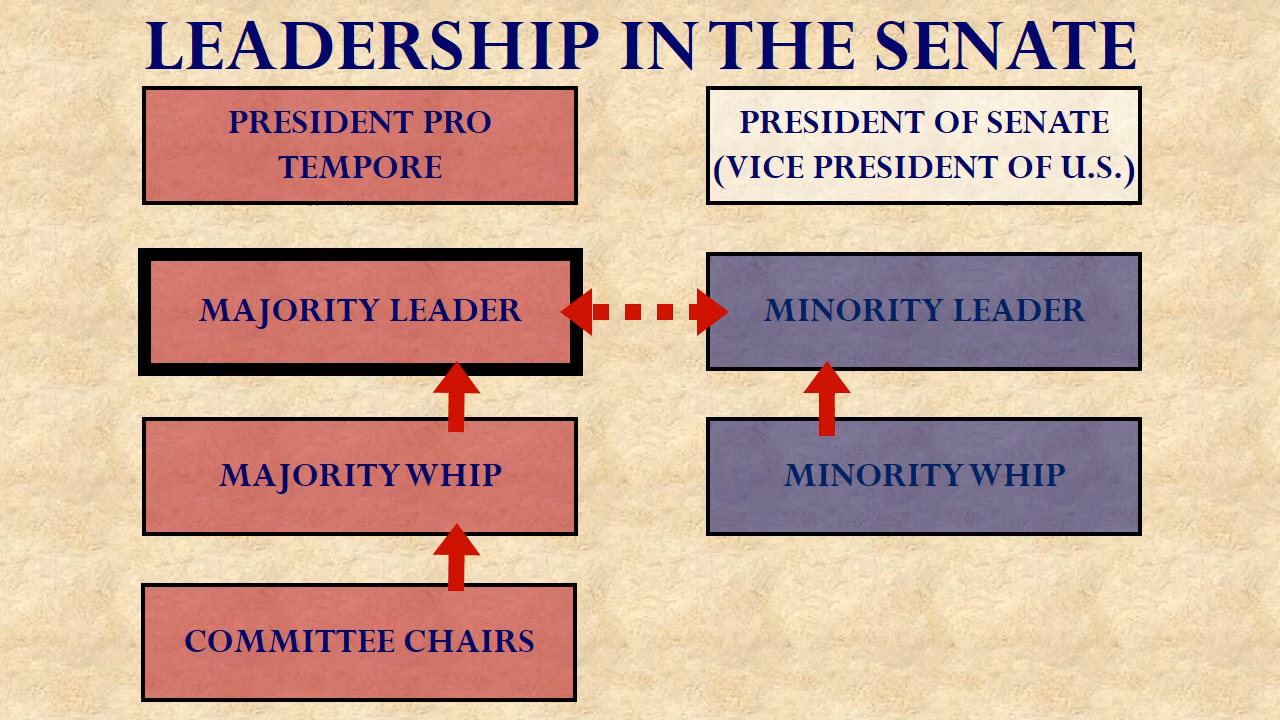 LEADERSHIP IN THE SENATE
PRESIDENT PRO
TEMPORE
PRESIDENT OF SENATE
(VICE PRESIDENT OF U.S.)
MAJORITY LEADER
MINORITY LEADER
MAJORITY WHIP
MINORITY WHIP
COMMITTEE CHAIRS